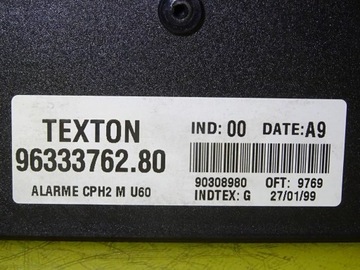 TEXTON
96333762.80
ALARME CPH2 M U60
IND: 00 DATE: A9
90308980 OFT: 9769
INDTEX: G 27/01/99